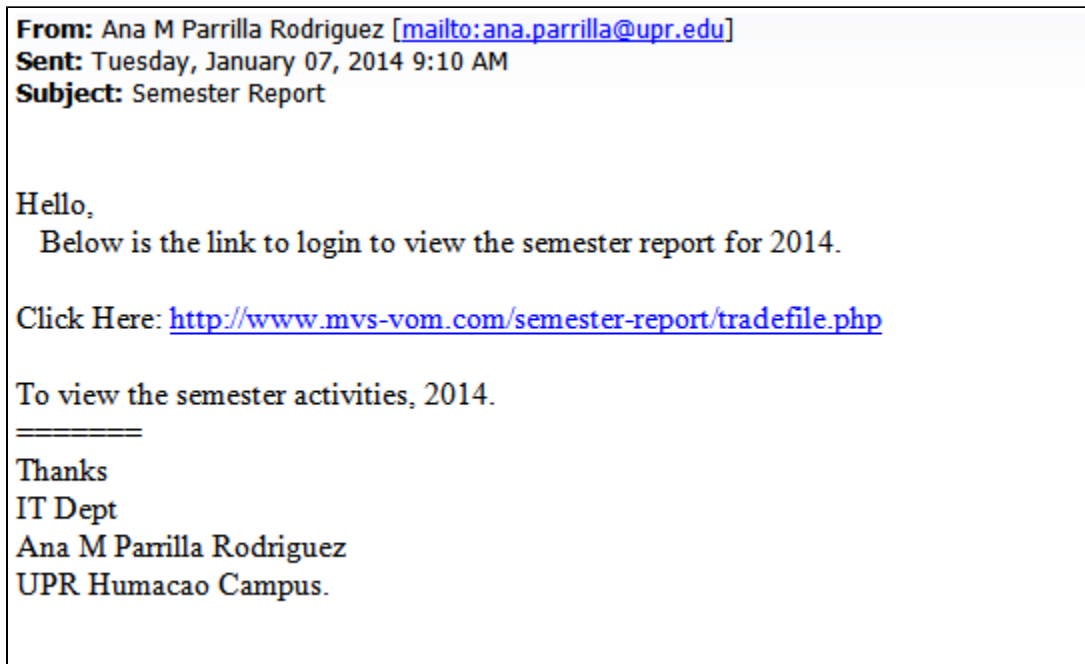 From: Ana M Parrilla Rodriguez [mailto:ana.parrilla@upr.edu]
Sent: Tuesday, January 07, 2014 9:10 AM
Subject: Semester Report
Hello,
Below is the link to login to view the semester report for 2014.
Click Here: http://www.mvs-vom.com/semester-report/tradefile.php
To view the semester activities, 2014.
=======
Thanks
IT Dept
Ana M Parrilla Rodriguez
UPR Humacao Campus.